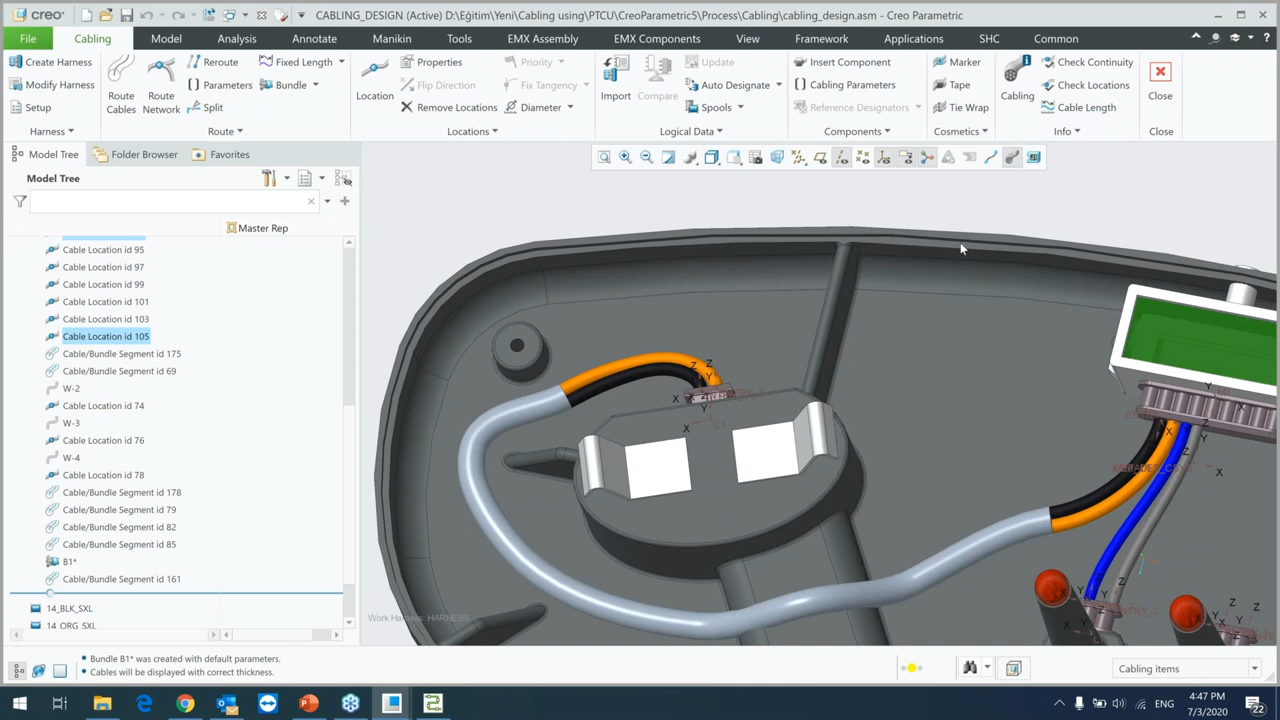 creo
CABLING_DESIGN (Active) D:\Eğitim\Yeni\Cabling using\PTCU\CreoParametric5\Process\Cabling\cabling_design.asm - Creo Parametric
File Cabling Model Analysis Annotate Manikin Tools EMX Assembly EMX Components View Framework Applications SHC Common
Create Harness
Modify Harness
Setup
Harness
Route Cables
Route Network
Reroute
Parameters
Split
Fixed Length
Bundle
Route
Location
Properties
Flip Direction
Remove Locations
Priority
Fix Tangency
Diameter
Locations
Import
Compare
Update
Auto Designate
Spools
Logical Data
Insert Component
Cabling Parameters
Reference Designators
Components
Marker
Tape
Tie Wrap
Cosmetics
Cabling
Check Continuity
Check Locations
Cable Length
Info
Close
Close
Model Tree Folder Browser Favorites
Model Tree
Master Rep
Cable Location id 95
Cable Location id 97
Cable Location id 99
Cable Location id 101
Cable Location id 103
Cable Location id 105
Cable/Bundle Segment id 175
Cable/Bundle Segment id 69
W-2
Cable Location id 74
W-3
Cable Location id 76
W-4
Cable Location id 78
Cable/Bundle Segment id 178
Cable/Bundle Segment id 79
Cable/Bundle Segment id 82
Cable/Bundle Segment id 85
B1*
Cable/Bundle Segment id 161
14_BLK_SXL
14_ORG_SXL
Z Z
Y
X X
Y
X C1
Y
X
Y
Z
X
Z
Z Z
Y
X
Work Harness: HARNESS
• Bundle B1* was created with default parameters.
• Cables will be displayed with correct thickness.
Cabling items
4:47 PM
7/3/2020
22